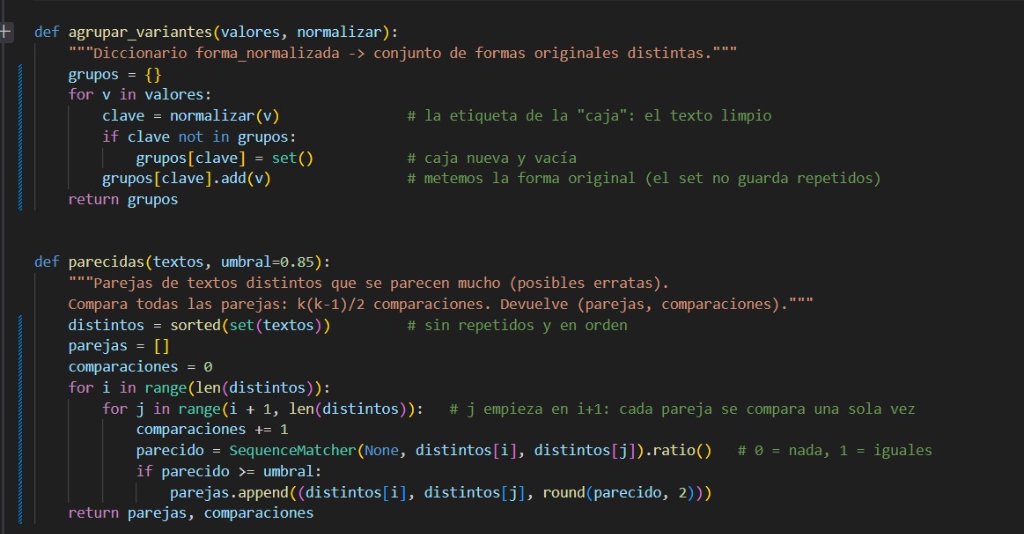 def agrupar_variantes(valores, normalizar):
    """Diccionario forma_normalizada -> conjunto de formas originales distintas."""
    grupos = {}
    for v in valores:
        clave = normalizar(v)               # la etiqueta de la "caja": el texto limpio
        if clave not in grupos:
            grupos[clave] = set()           # caja nueva y vacía
        grupos[clave].add(v)                # metemos la forma original (el set no guarda repetidos)
    return grupos
def parecidas(textos, umbral=0.85):
    """Parejas de textos distintos que se parecen mucho (posibles erratas).
    Compara todas las parejas: k(k-1)/2 comparaciones. Devuelve (parejas, comparaciones)."""
    distintos = sorted(set(textos))         # sin repetidos y en orden
    parejas = []
    comparaciones = 0
    for i in range(len(distintos)):
        for j in range(i + 1, len(distintos)):   # j empieza en i+1: cada pareja se compara una sola vez
            comparaciones += 1
            parecido = SequenceMatcher(None, distintos[i], distintos[j]).ratio()   # 0 = nada, 1 = iguales
            if parecido >= umbral:
                parejas.append((distintos[i], distintos[j], round(parecido, 2)))
    return parejas, comparaciones